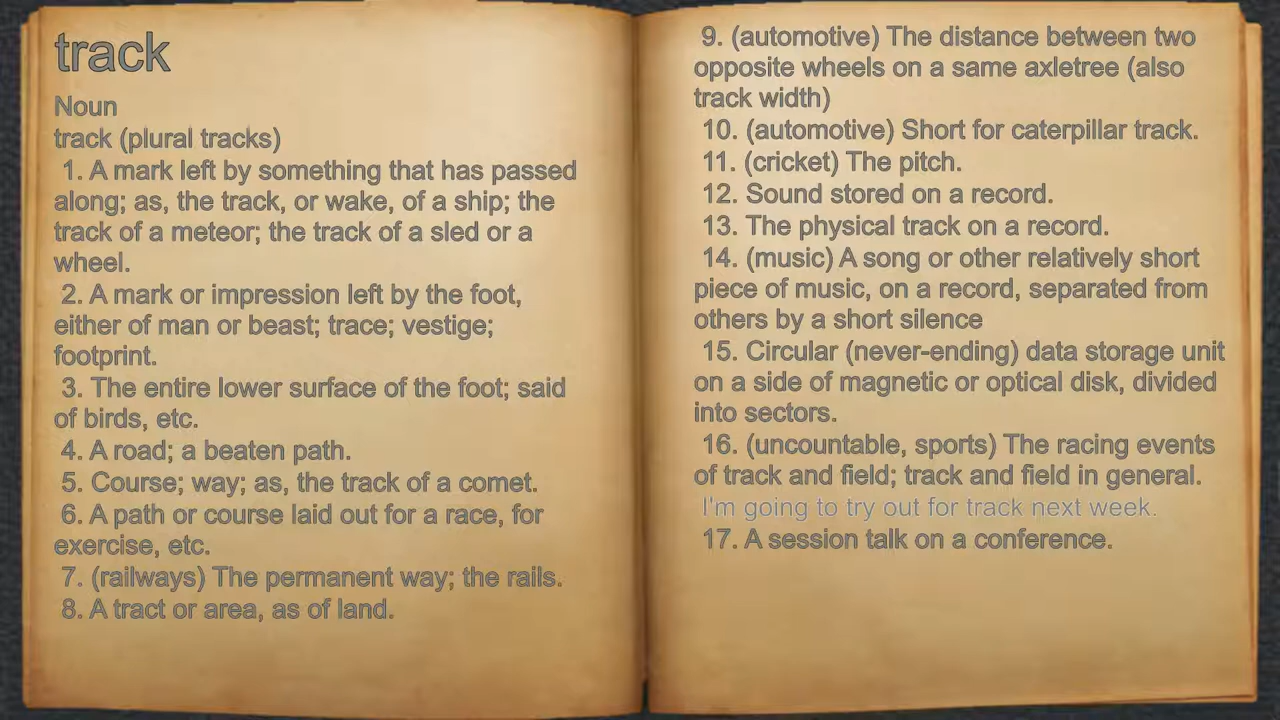 track
Noun
track (plural tracks)
1. A mark left by something that has passed
along; as, the track, or wake, of a ship; the
track of a meteor; the track of a sled or a
wheel.
2. A mark or impression left by the foot,
either of man or beast; trace; vestige;
footprint.
3. The entire lower surface of the foot; said
of birds, etc.
4. A road; a beaten path.
5. Course; way; as, the track of a comet.
6. A path or course laid out for a race, for
exercise, etc.
7. (railways) The permanent way; the rails.
8. A tract or area, as of land.
9. (automotive) The distance between two
opposite wheels on a same axletree (also
track width)
10. (automotive) Short for caterpillar track.
11. (cricket) The pitch.
12. Sound stored on a record.
13. The physical track on a record.
14. (music) A song or other relatively short
piece of music, on a record, separated from
others by a short silence
15. Circular (never-ending) data storage unit
on a side of magnetic or optical disk, divided
into sectors.
16. (uncountable, sports) The racing events
of track and field; track and field in general.
I'm going to try out for track next week.
17. A session talk on a conference.